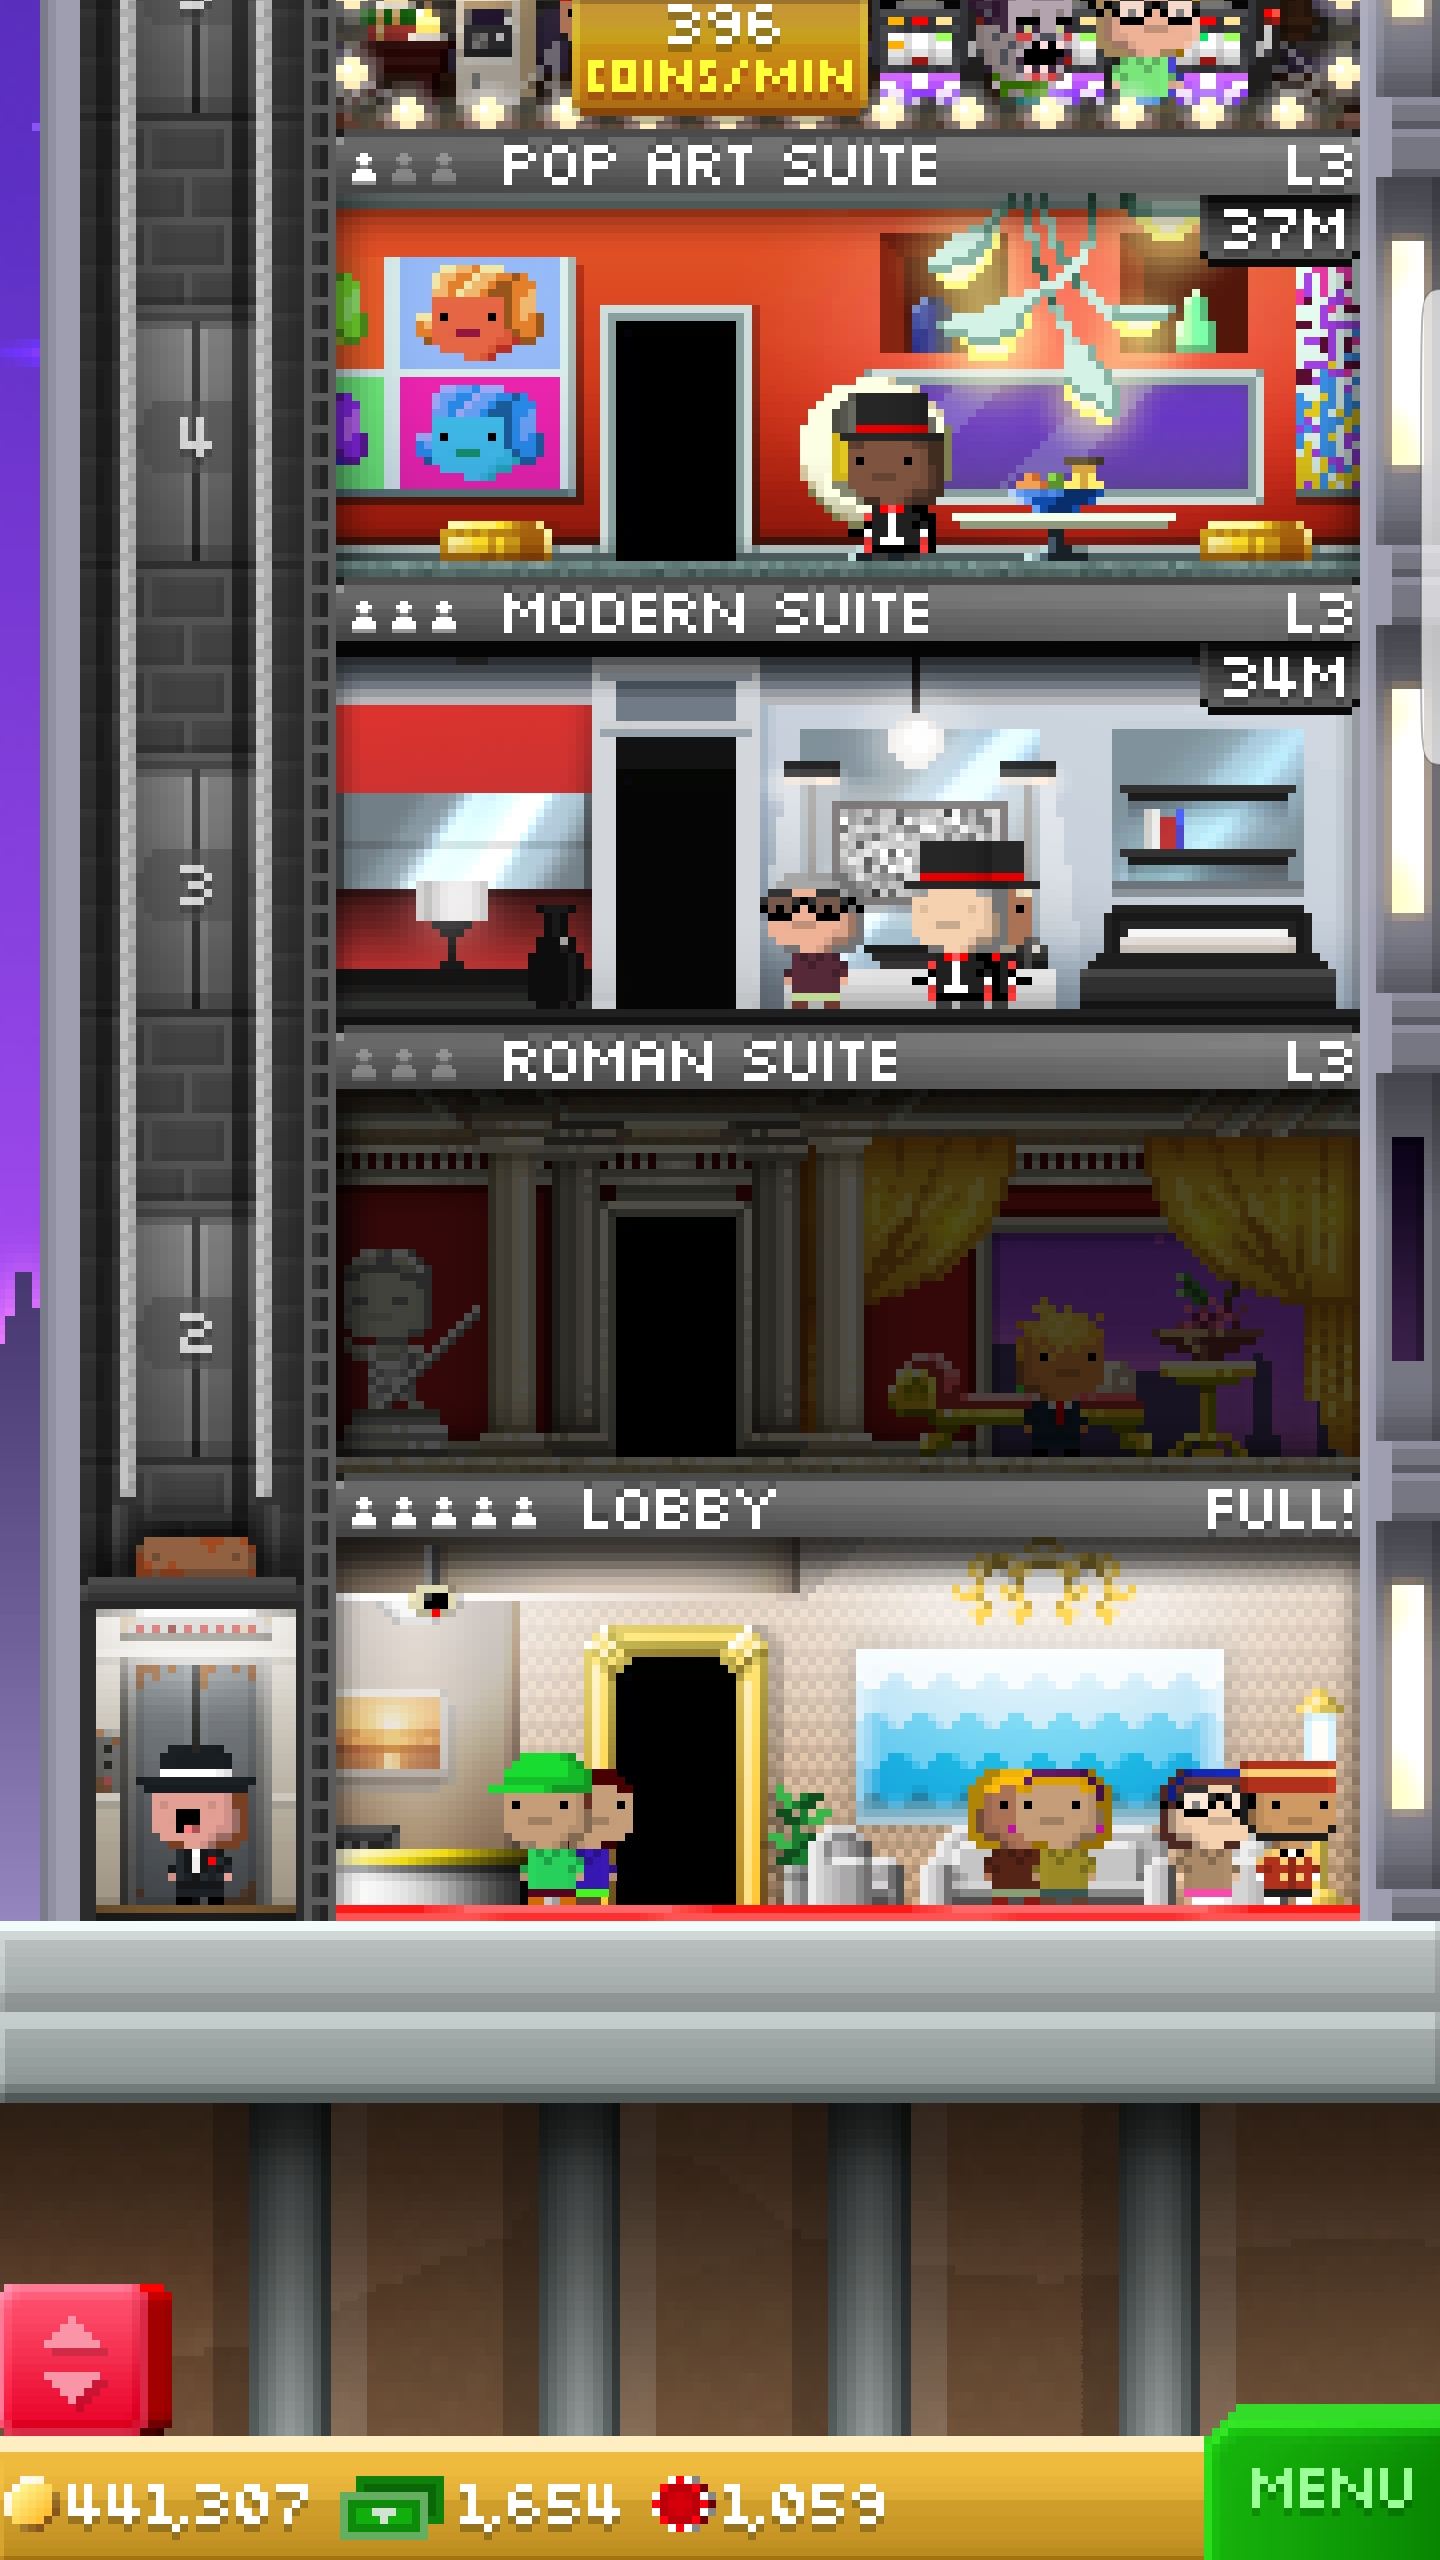 396
COINS/MIN
POP ART SUITE L3
37M
4
MODERN SUITE L3
34M
3
ROMAN SUITE L3
2
LOBBY FULL!
441,307 1,654 1,059
MENU